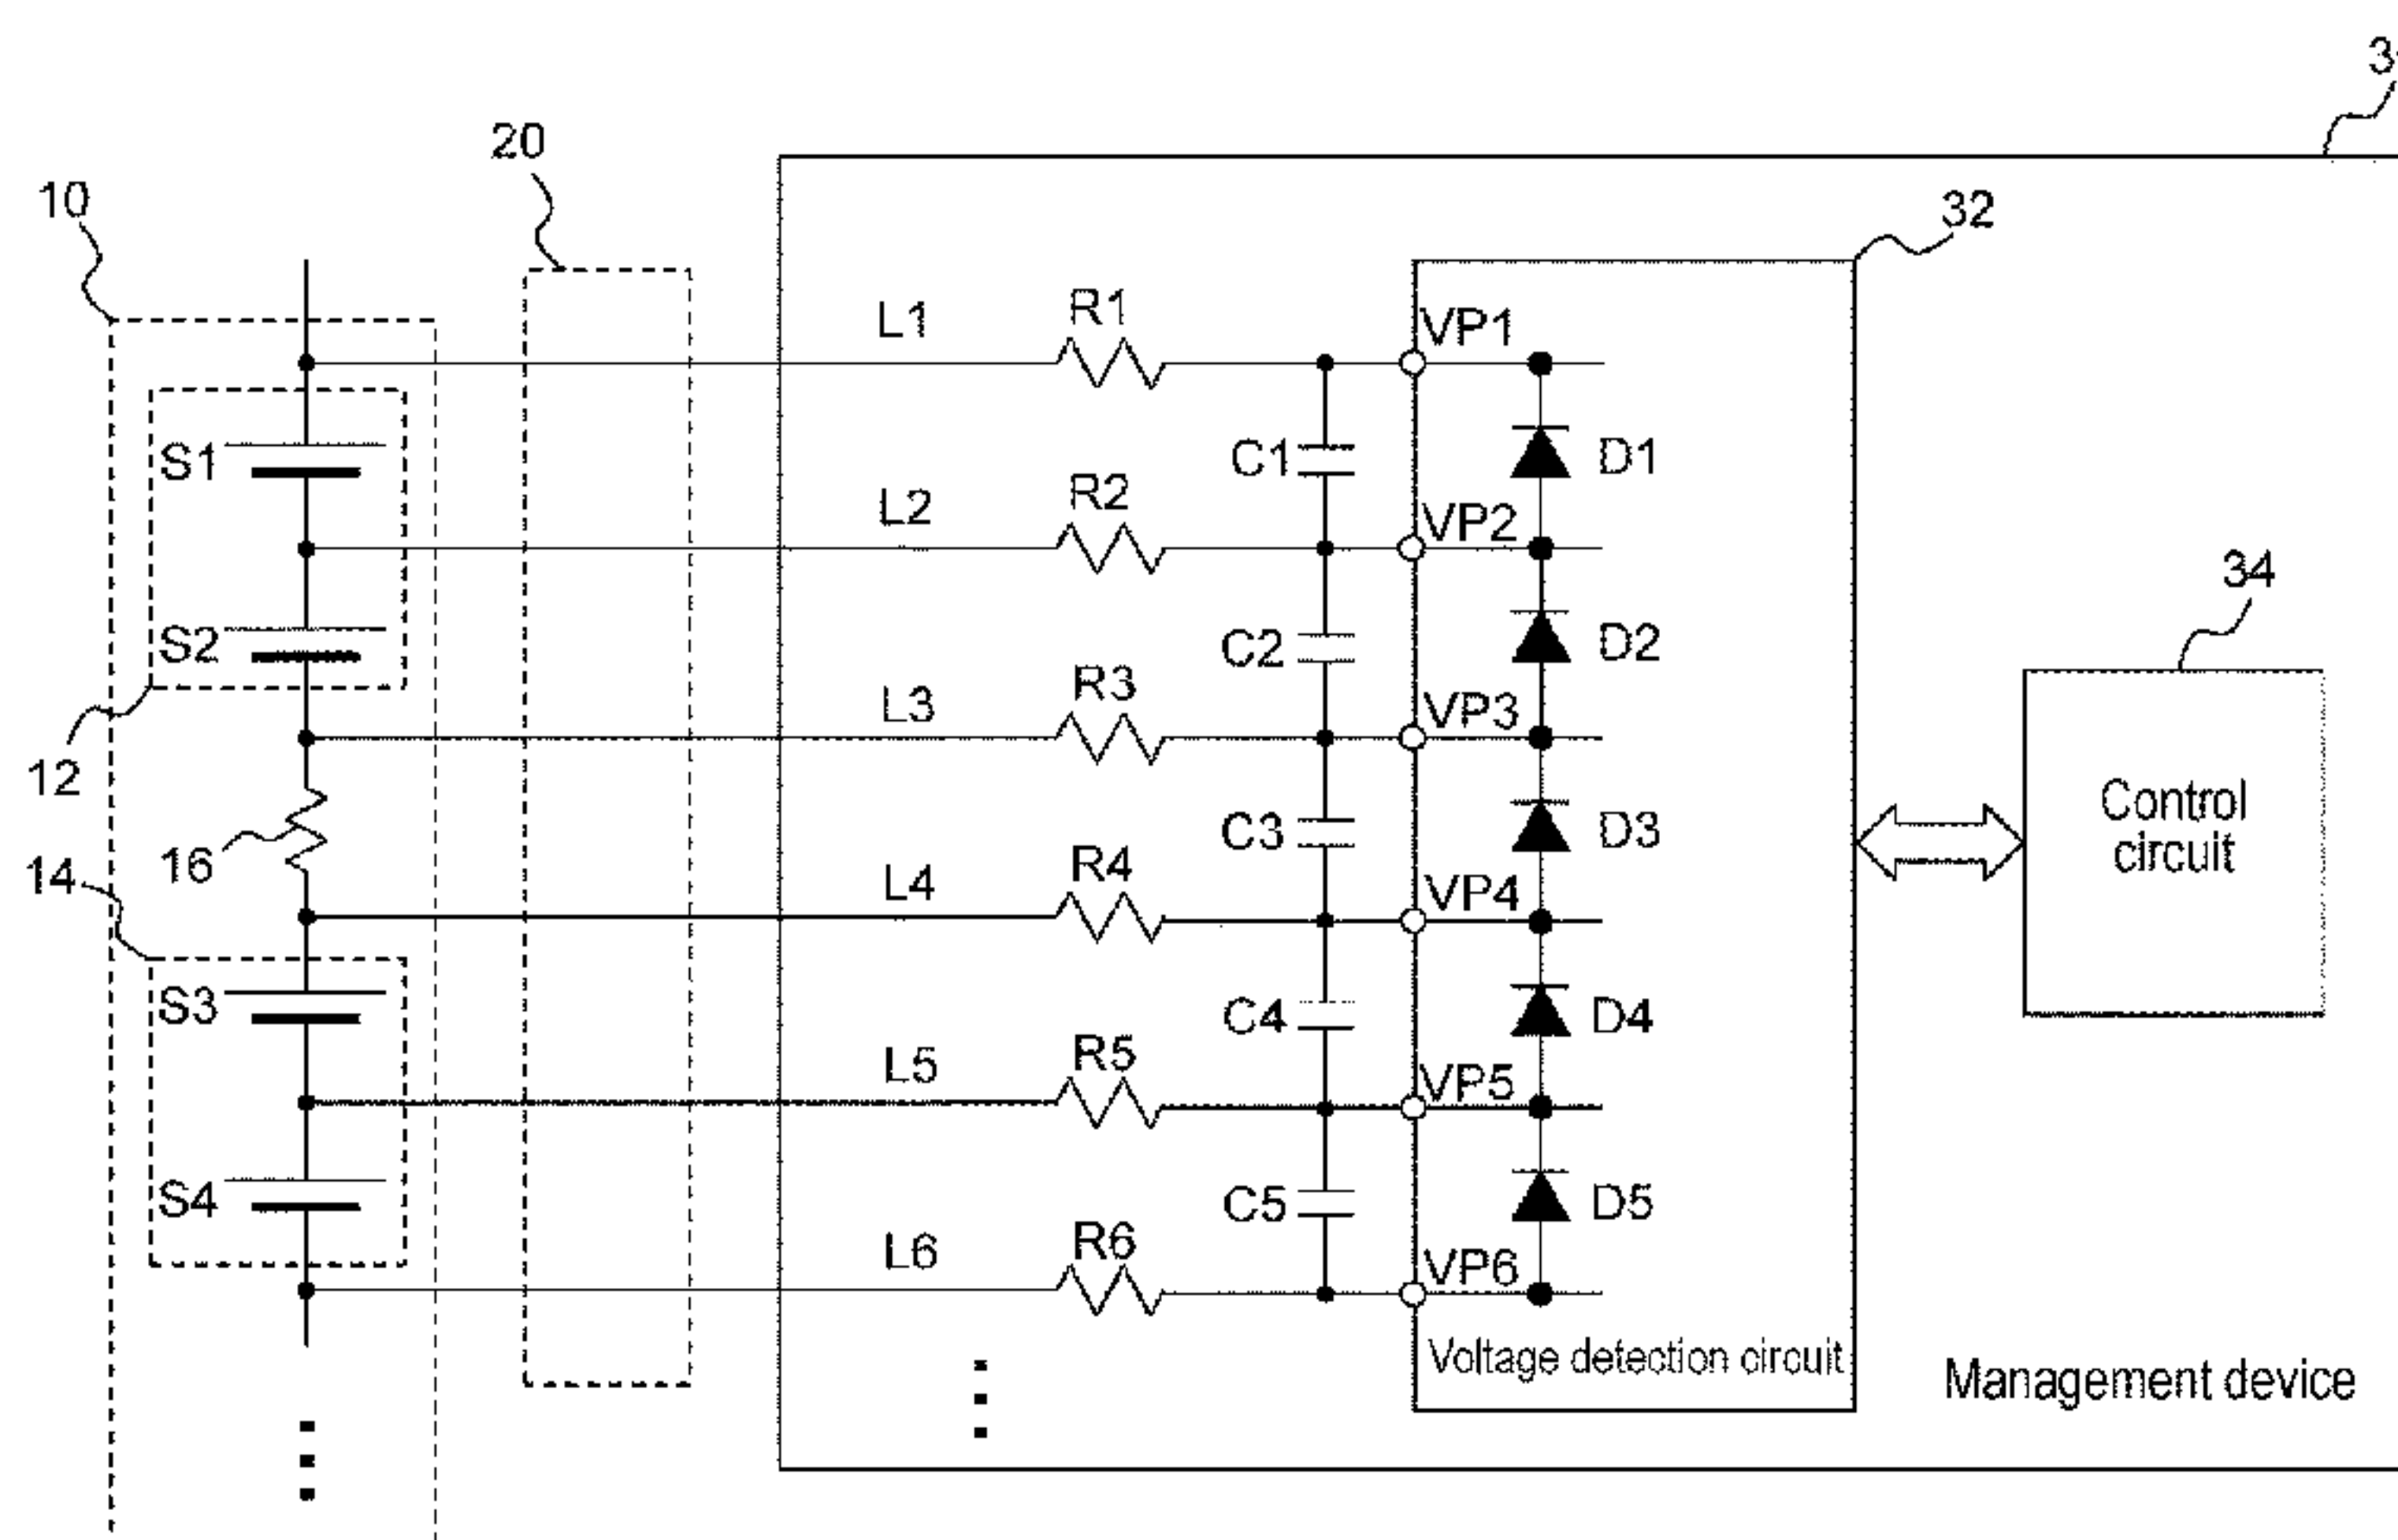 20
10
32
L1
R1
VP1
S1
C1
D1
L2
R2
VP2
34
S2
C2
D2
L3
R3
VP3
12
Control
circuit
16
C3
D3
14
L4
R4
VP4
S3
C4
D4
L5
R5
VP5
S4
C5
D5
L6
R6
VP6
Voltage detection circuit
Management device